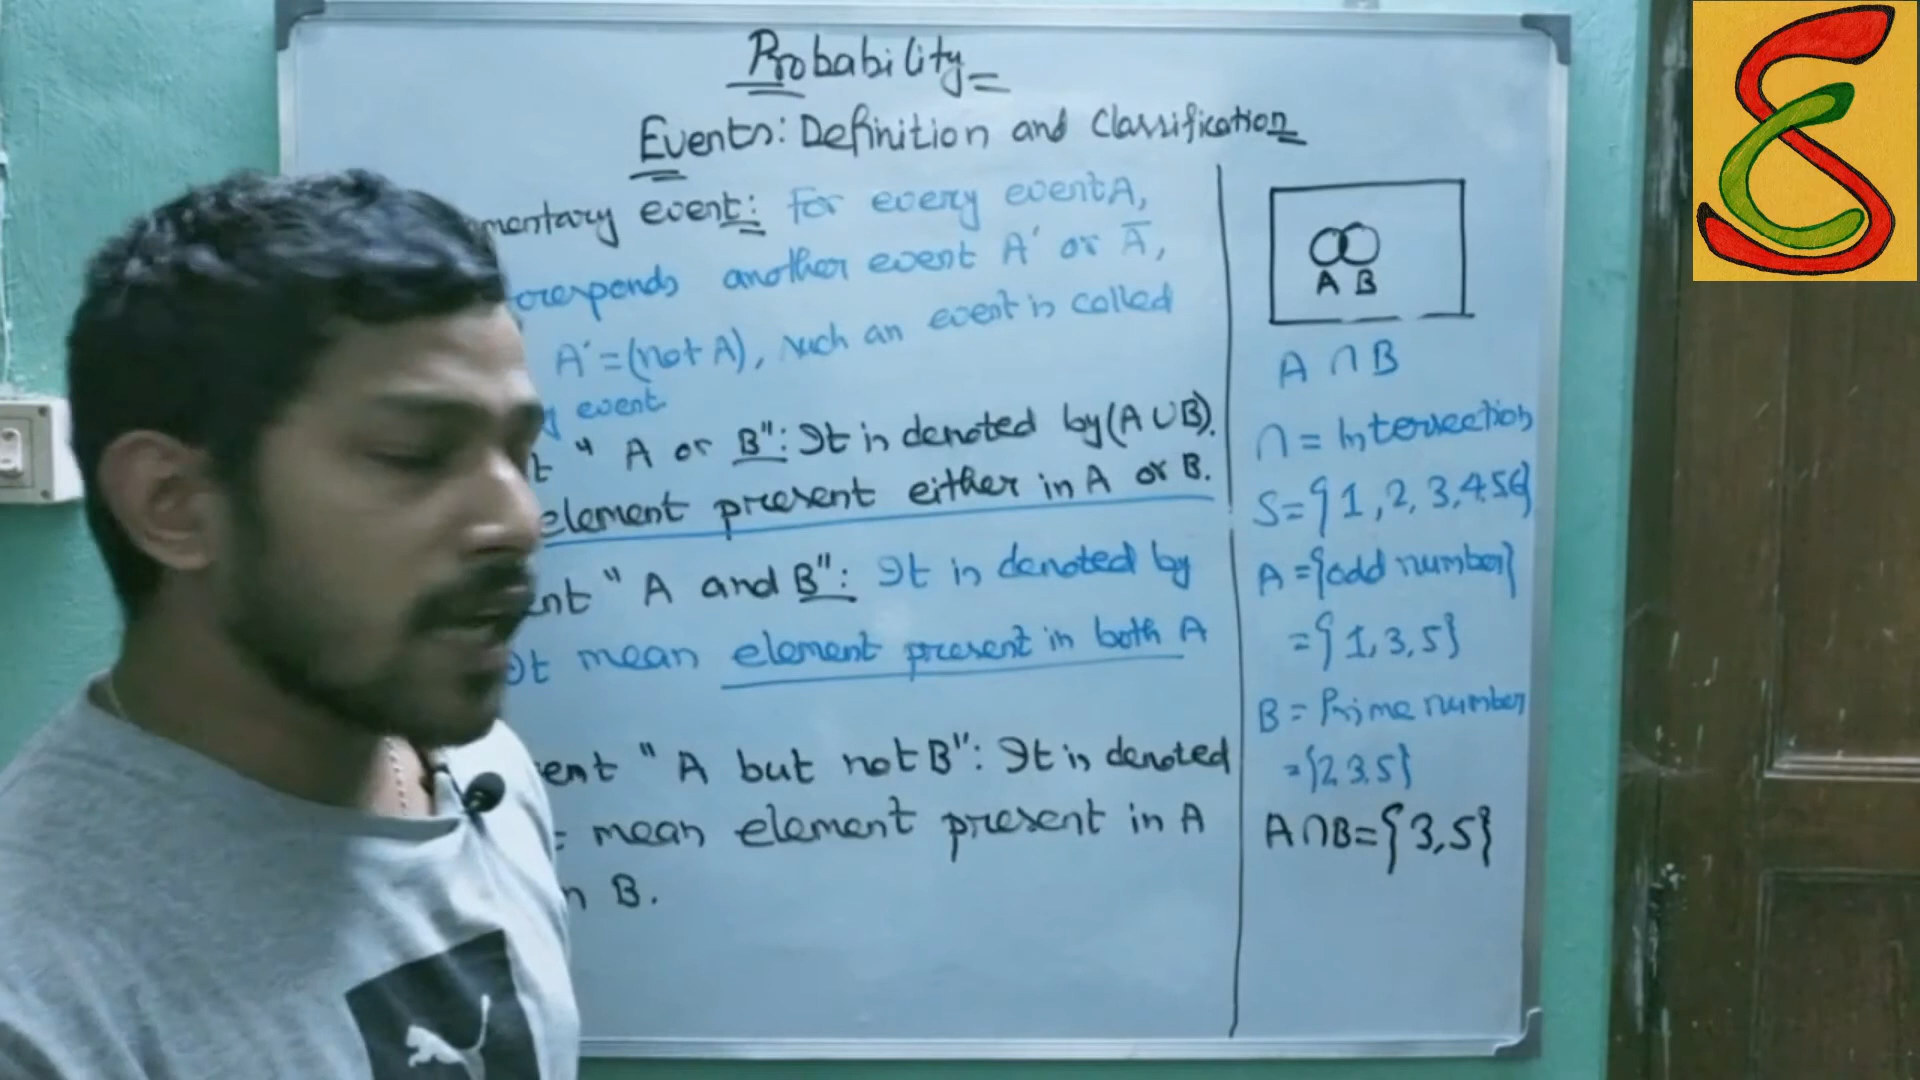 Probability
Events: Definition and Classification
mentary event: For every event A,
oresponds another event A' or A̅,
A' = (not A), such an event is called
y event
t " A or B": It is denoted by (A ∪ B).
element present either in A or B.
ent " A and B": It is denoted by
It mean element present in both A
ent " A but not B": It is denoted
= mean element present in A
n B.
A B
A ∩ B
∩ = Intersection
S = {1, 2, 3, 4 5 6}
A = {odd number}
= {1, 3, 5}
B = Prime number
= {2 3. 5}
A ∩ B = {3, 5}